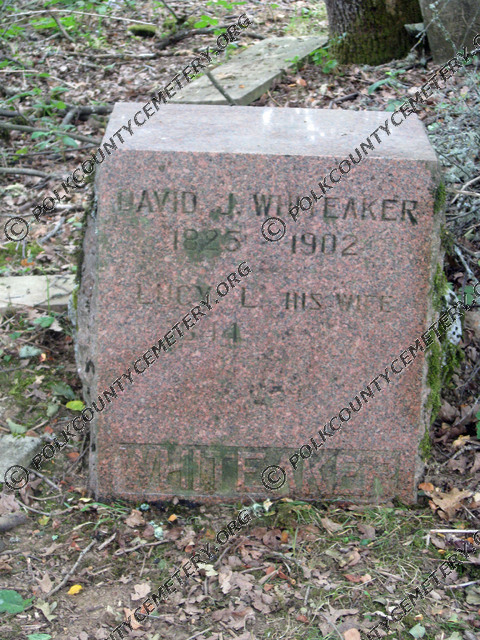 DAVID J. WHITEAKER
1825 1902
LUCY L. HIS WIFE
WHITEAKER
© POLKCOUNTYCEMETERY.ORG